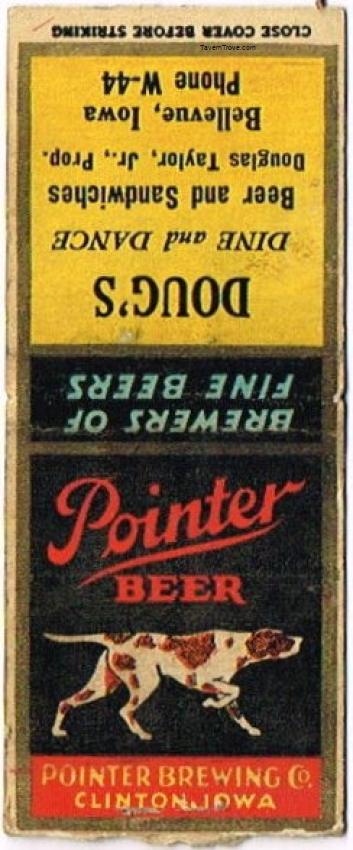 CLOSE COVER BEFORE STRIKING
TavernTrove.com
DOUG'S
DINE and DANCE
Beer and Sandwiches
Douglas Taylor, Jr., Prop.
Bellevue, Iowa
Phone W-44
BREWERS OF
FINE BEERS
Pointer
BEER
POINTER BREWING CO.
CLINTON, IOWA